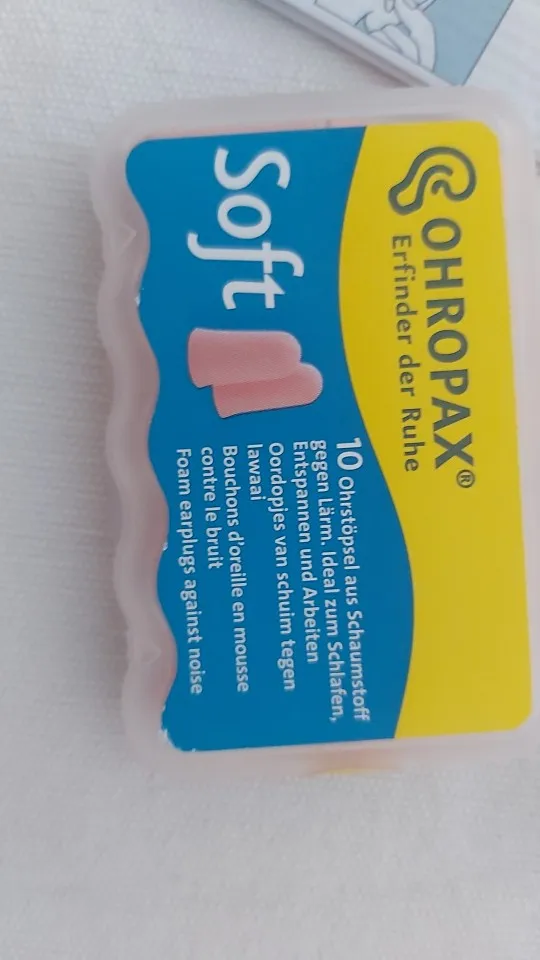 OHROPAX®
Erfinder der Ruhe
Soft
10 Ohrstöpsel aus Schaumstoff
gegen Lärm. Ideal zum Schlafen,
Entspannen und Arbeiten
Oordopjes van schuim tegen
lawaai
Bouchons d'oreille en mousse
contre le bruit
Foam earplugs against noise